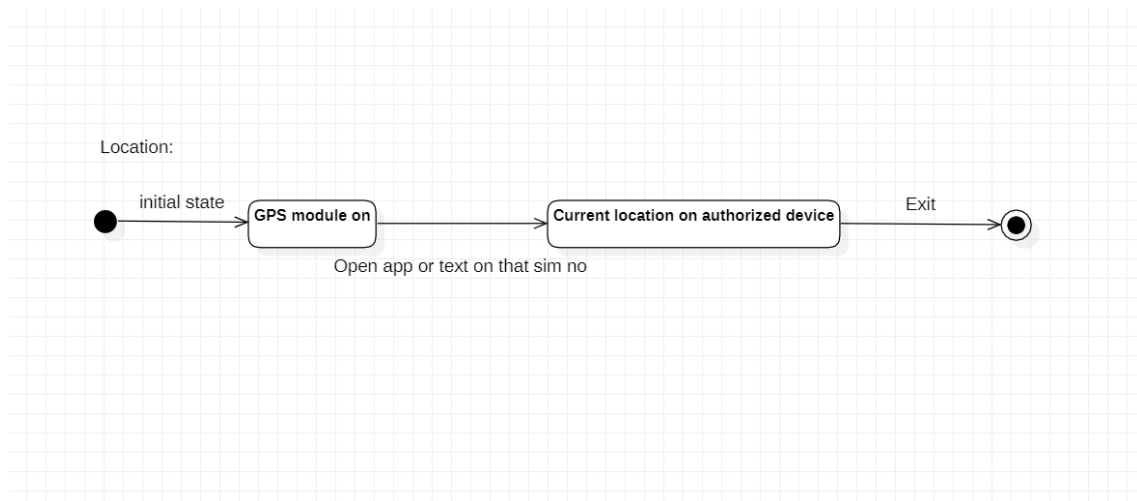 Location:
initial state
GPS module on
Open app or text on that sim no
Current location on authorized device
Exit